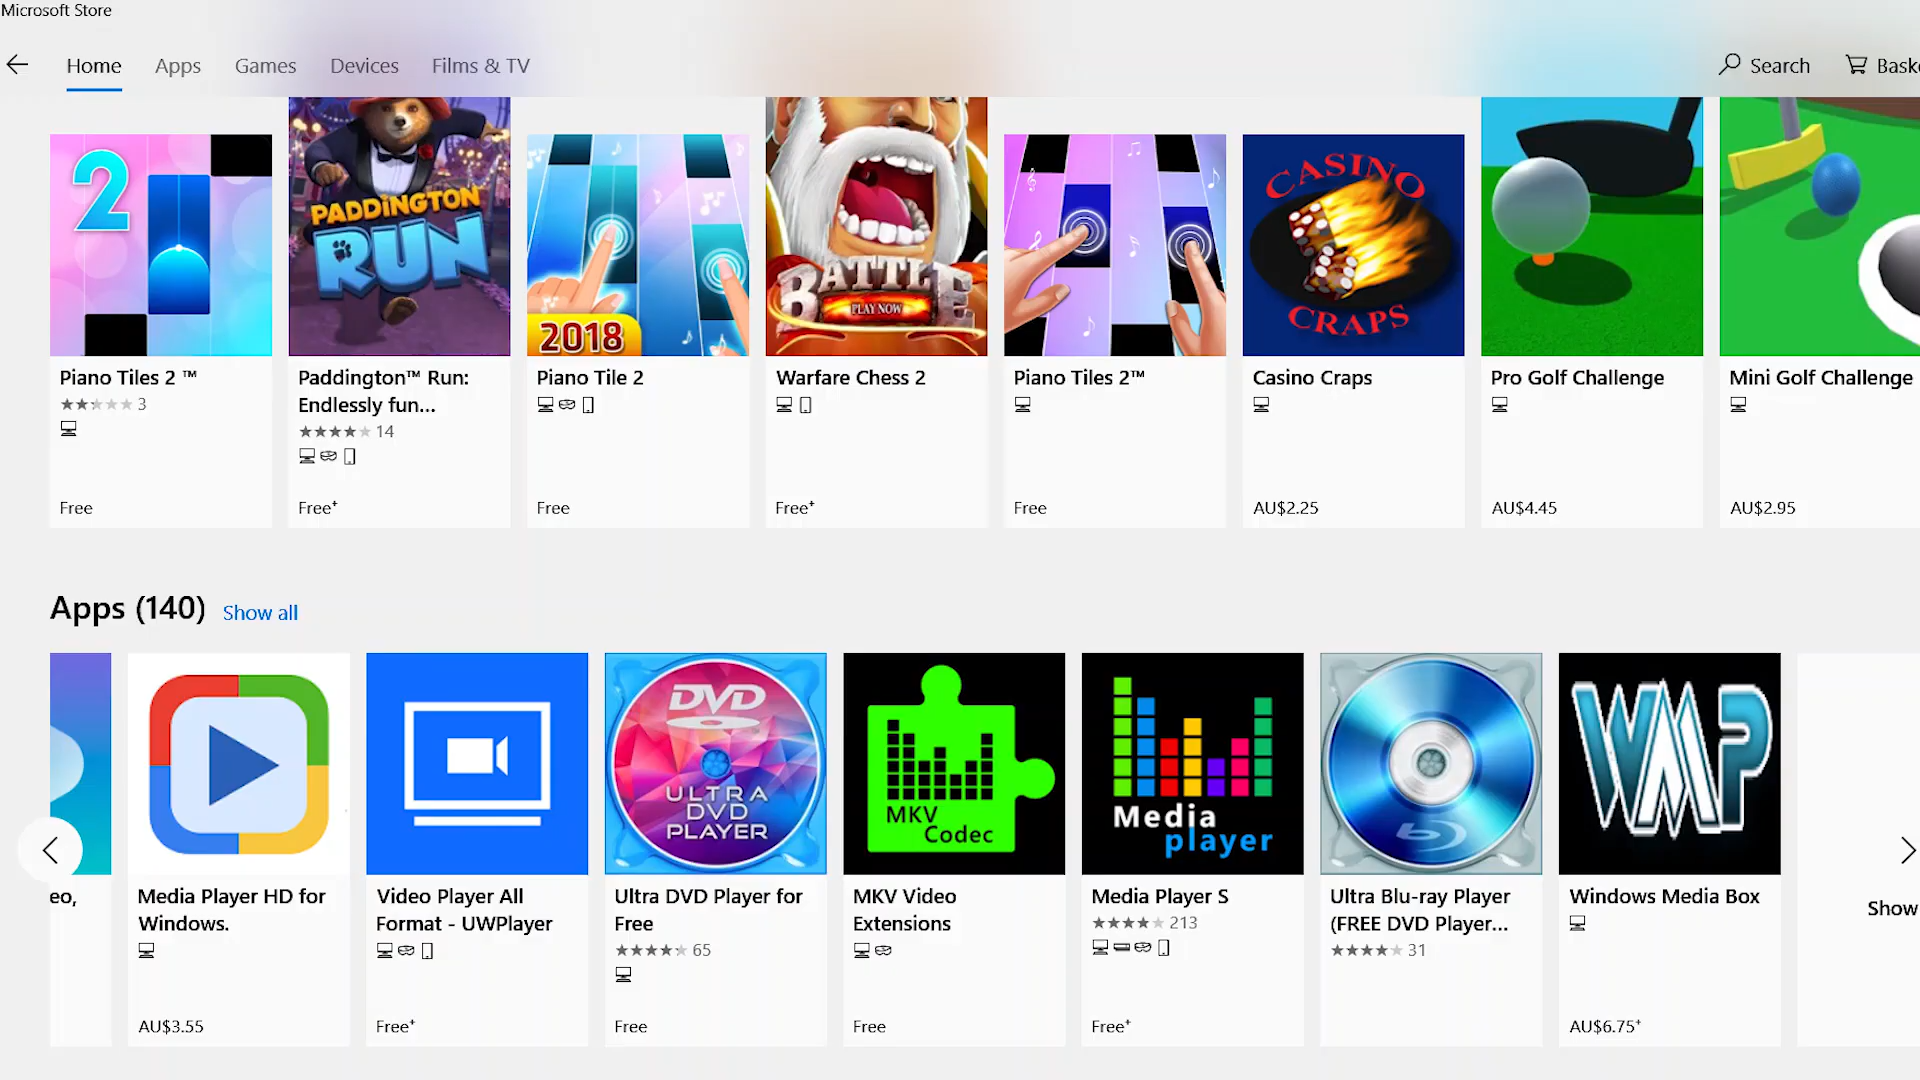 Microsoft Store
Home Apps Games Devices Films & TV Search Bask
2
PADDINGTON
RUN
2018
BATTLE
PLAY NOW
CASINO
CRAPS
Piano Tiles 2 ™
3
Free
Paddington™ Run:
Endlessly fun...
14
Free+
Piano Tile 2
Free
Warfare Chess 2
Free+
Piano Tiles 2™
Free
Casino Craps
AU$2.25
Pro Golf Challenge
AU$4.45
Mini Golf Challenge
AU$2.95
Apps (140) Show all
eo,
Media Player HD for
Windows.
AU$3.55
Video Player All
Format - UWPlayer
Free+
DVD
ULTRA
DVD
PLAYER
Ultra DVD Player for
Free
65
Free
MKV
Codec
MKV Video
Extensions
Free
Media
player
Media Player S
213
Free+
Ultra Blu-ray Player
(FREE DVD Player...
31
WMP
Windows Media Box
AU$6.75+
Show